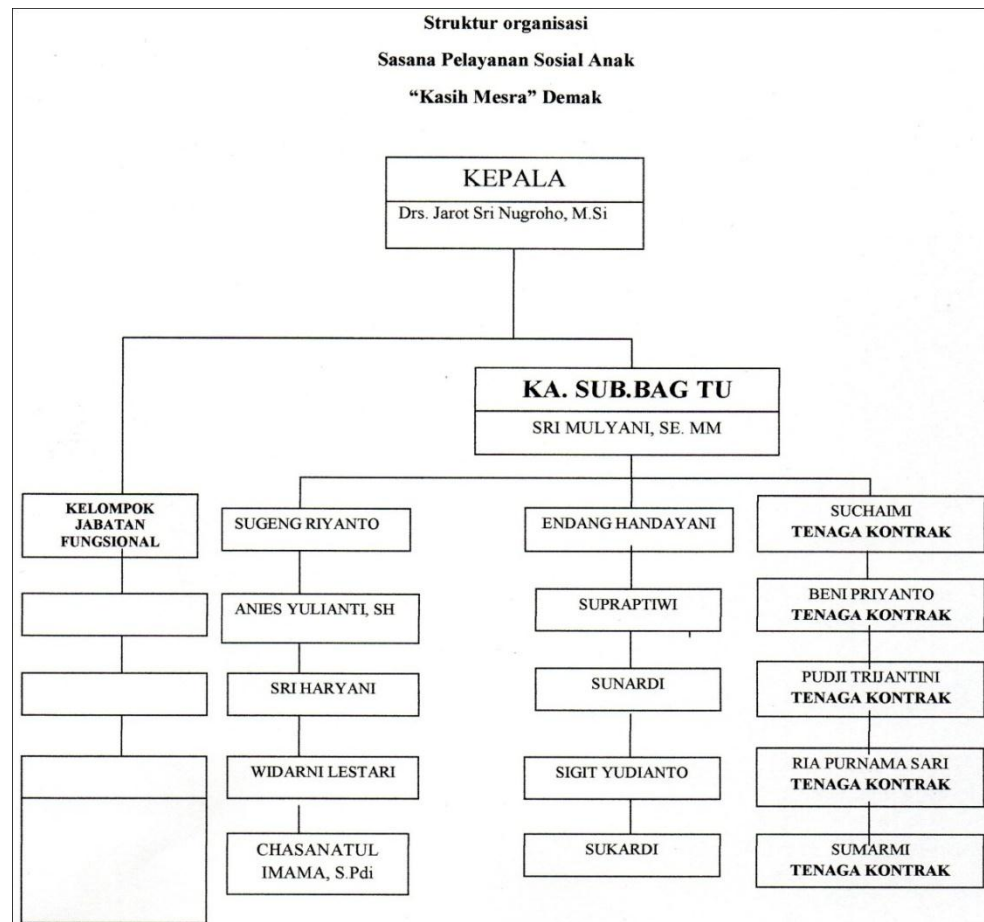 Struktur organisasi
Sasana Pelayanan Sosial Anak
“Kasih Mesra” Demak
KEPALA
Drs. Jarot Sri Nugroho, M.Si
KA. SUB.BAG TU
SRI MULYANI, SE. MM
KELOMPOK
JABATAN
FUNGSIONAL
SUGENG RIYANTO
ANIES YULIANTI, SH
SRI HARYANI
WIDARNI LESTARI
CHASANATUL
IMAMA, S.Pdi
ENDANG HANDAYANI
SUPRAPTIWI
SUNARDI
SIGIT YUDIANTO
SUKARDI
SUCHAIMI
TENAGA KONTRAK
BENI PRIYANTO
TENAGA KONTRAK
PUDJI TRIJANTINI
TENAGA KONTRAK
RIA PURNAMA SARI
TENAGA KONTRAK
SUMARMI
TENAGA KONTRAK